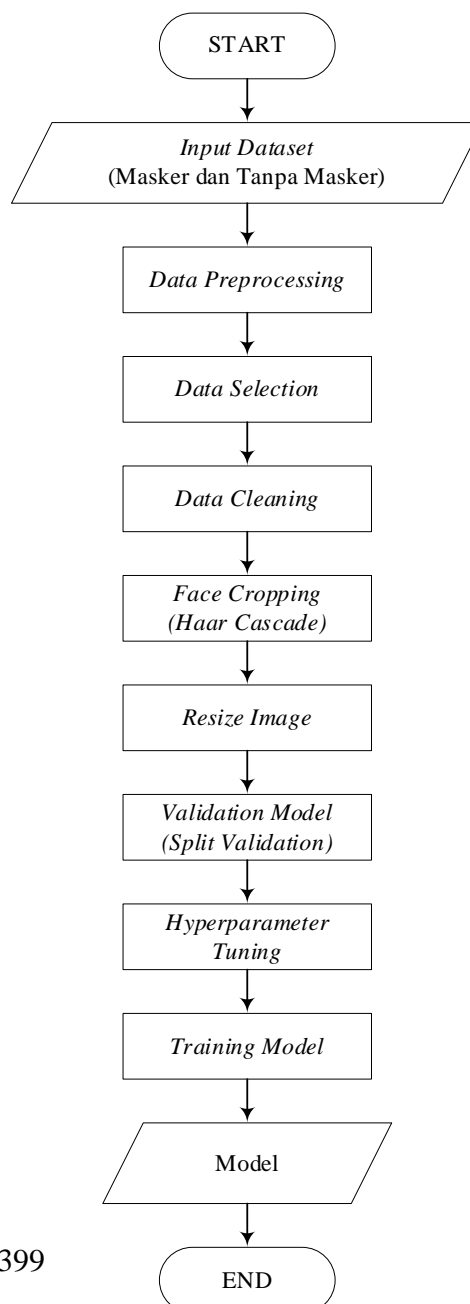 START
Input Dataset
(Masker dan Tanpa Masker)
Data Preprocessing
Data Selection
Data Cleaning
Face Cropping
(Haar Cascade)
Resize Image
Validation Model
(Split Validation)
Hyperparameter
Tuning
Training Model
Model
399
END